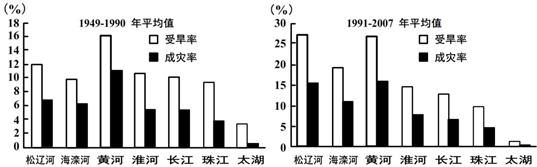 (%)
1949-1990 年平均值
18
16
14
12
10
8
6
4
2
0
受旱率
成灾率
松辽河 海滦河 黄河 淮河 长江 珠江 太湖
(%)
1991-2007 年平均值
30
25
20
15
10
5
0
受旱率
成灾率
松辽河 海滦河 黄河 淮河 长江 珠江 太湖